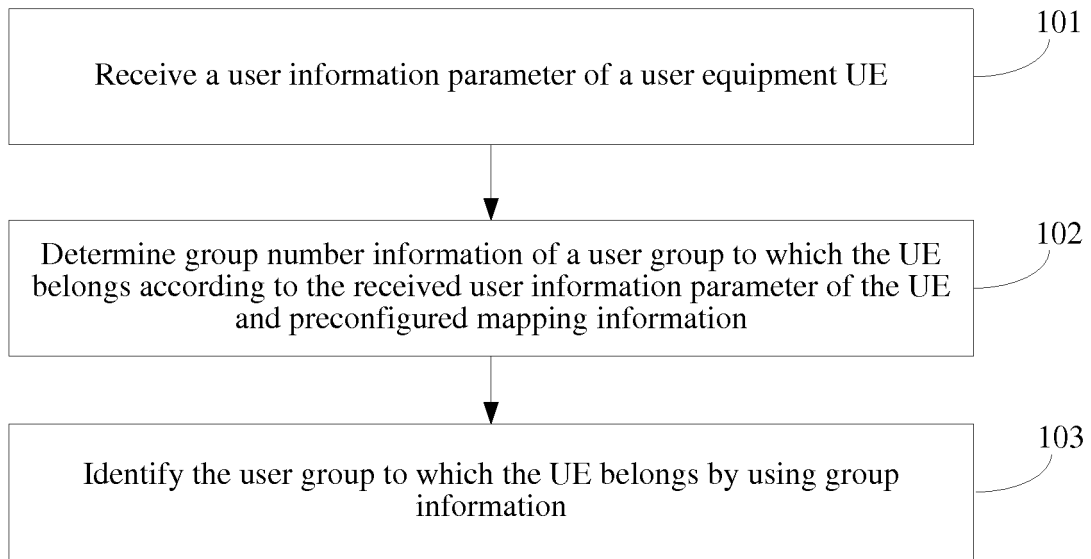 101
Receive a user information parameter of a user equipment UE
102
Determine group number information of a user group to which the UE
belongs according to the received user information parameter of the UE
and preconfigured mapping information
103
Identify the user group to which the UE belongs by using group
information